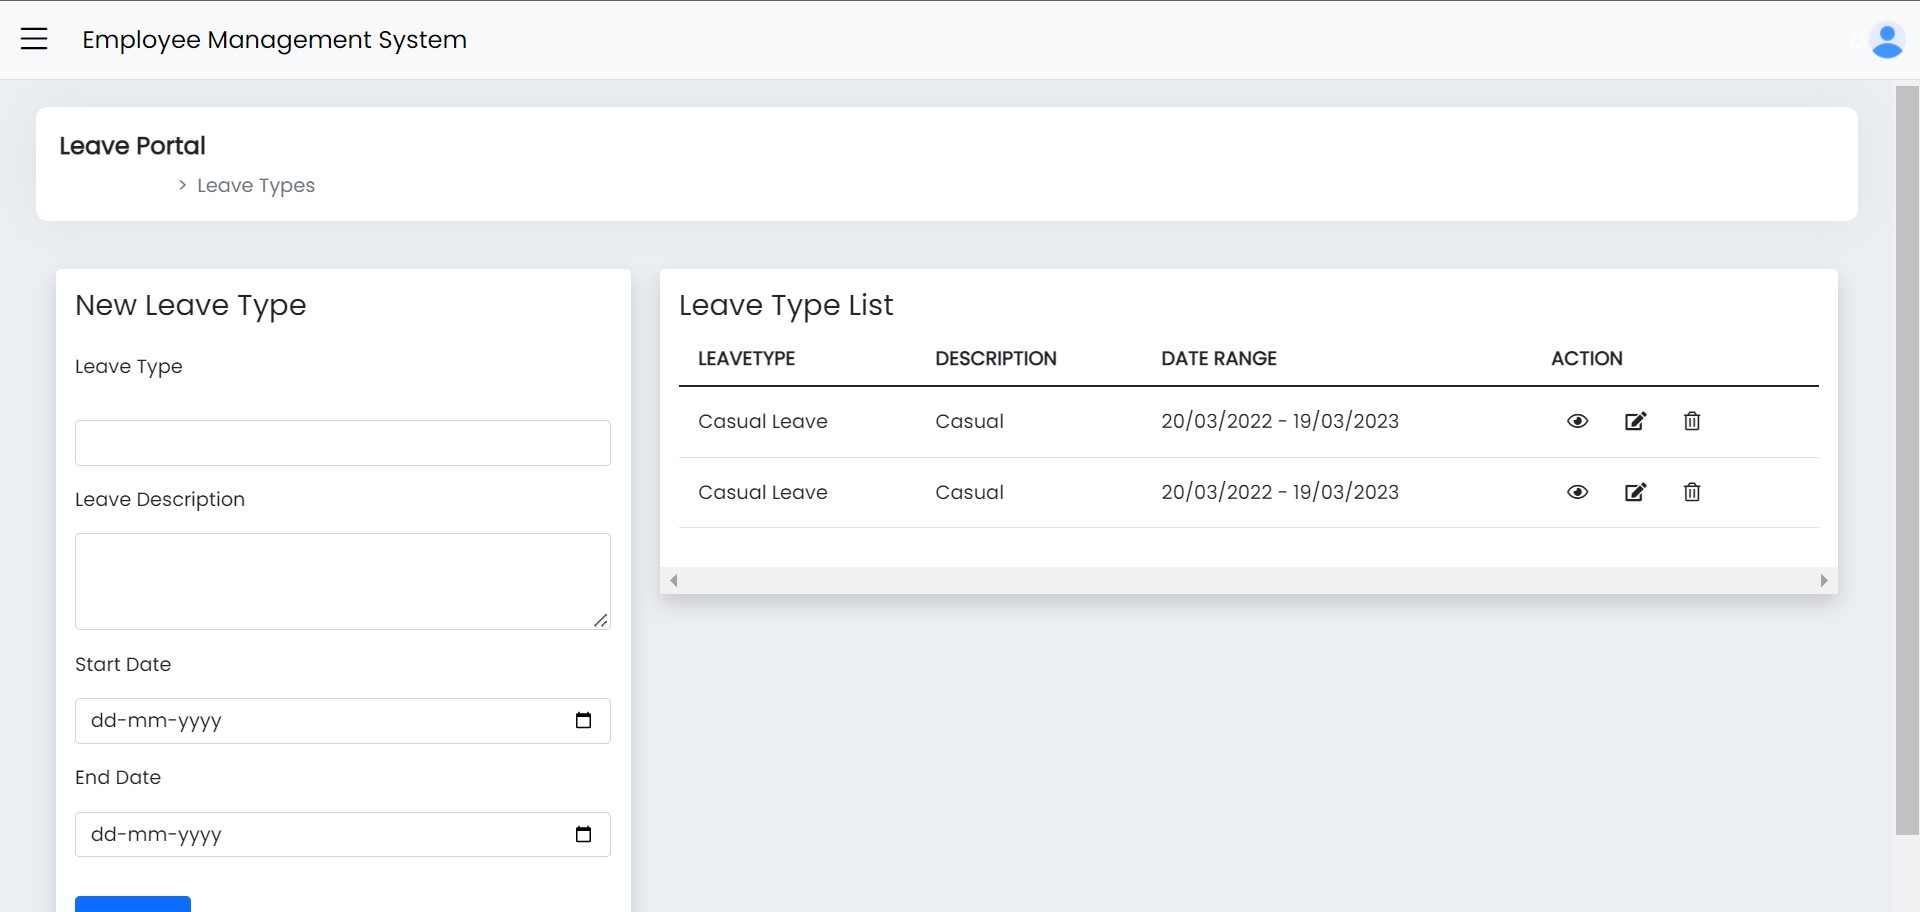 Employee Management System
Leave Portal
> Leave Types
New Leave Type
Leave Type
Leave Description
Start Date
dd-mm-yyyy
End Date
dd-mm-yyyy
Leave Type List
LEAVETYPE DESCRIPTION DATE RANGE ACTION
Casual Leave Casual 20/03/2022 - 19/03/2023
Casual Leave Casual 20/03/2022 - 19/03/2023